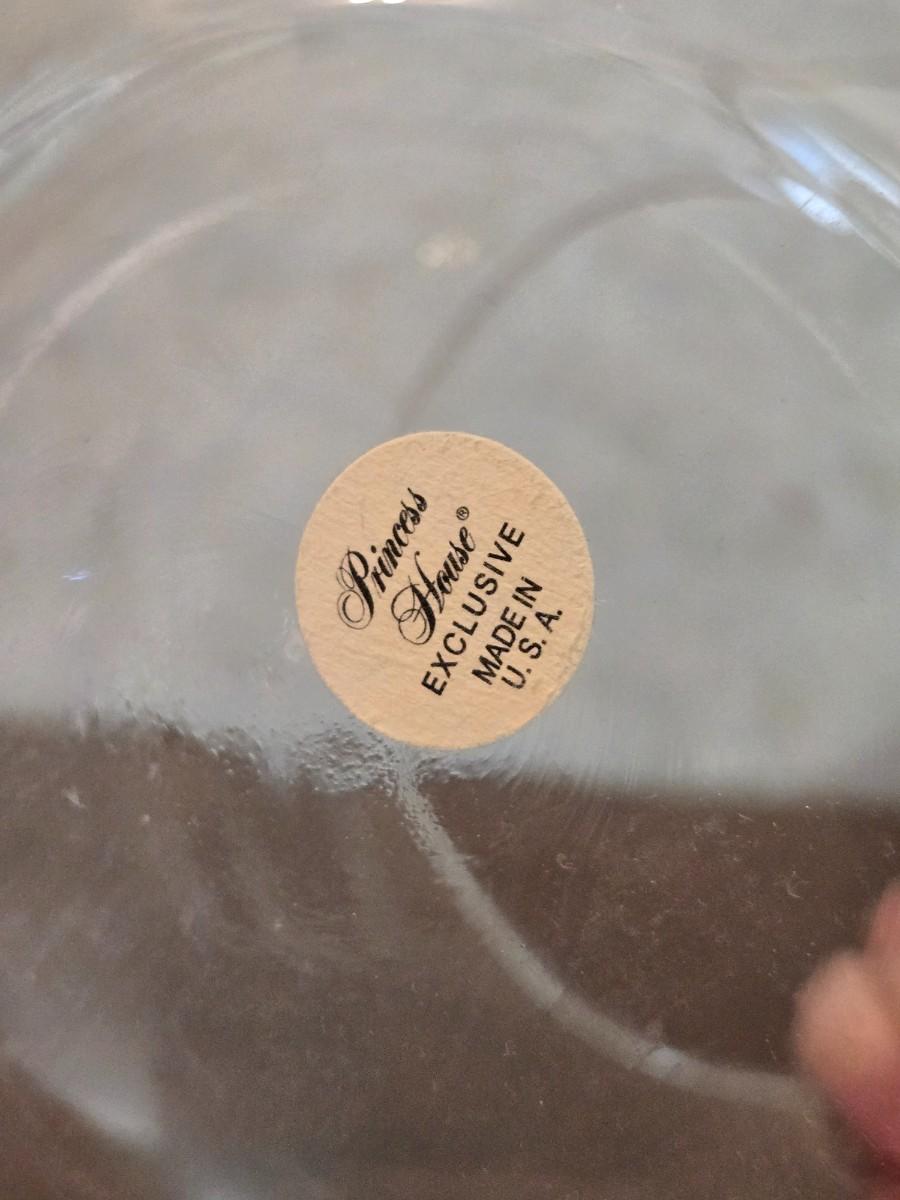 Princess
House®
EXCLUSIVE
MADE IN
U. S. A.